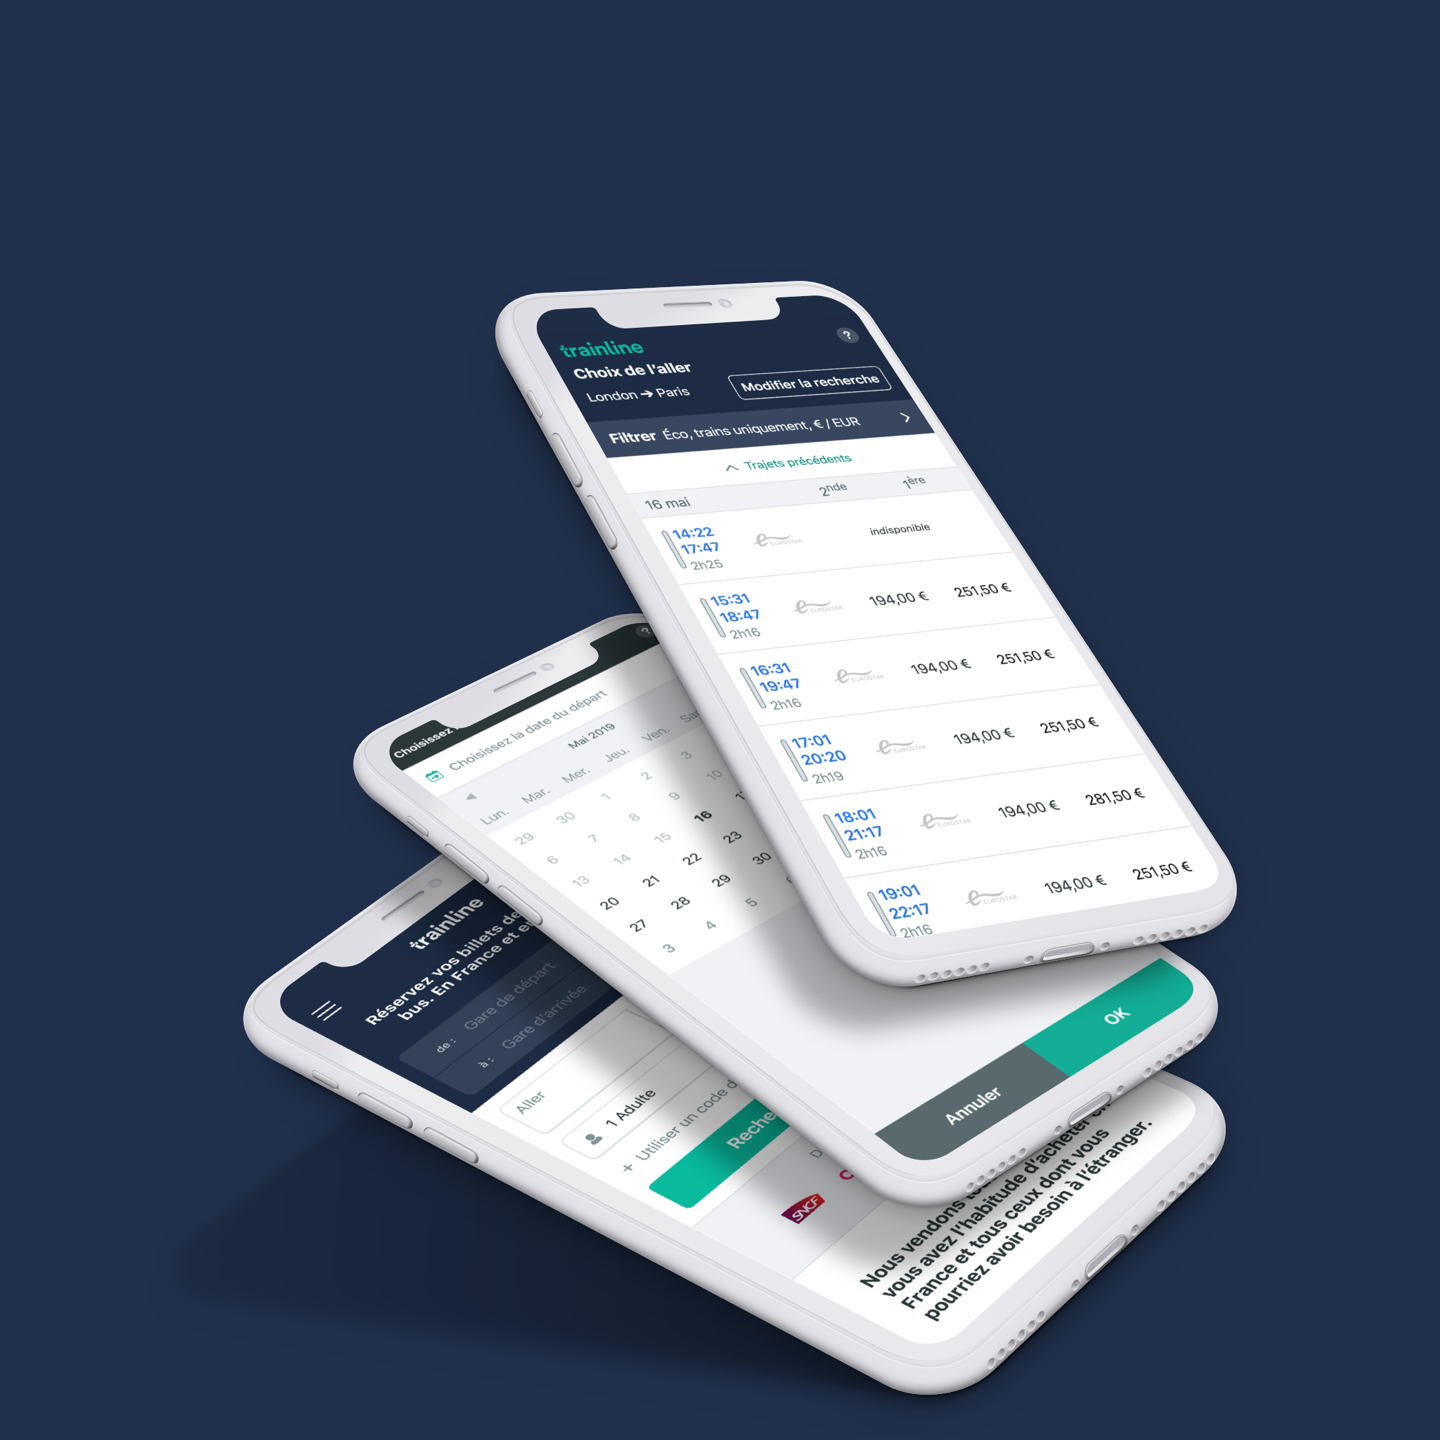 trainline
?
Choix de l'aller
London ➔ Paris
Modifier la recherche
Filtrer Éco, trains uniquement, € / EUR
Trajets précédents
16 mai 2nde 1ère
14:22
17:47
2h25
EUROSTAR
indisponible
15:31
18:47
2h16
EUROSTAR
194,00 € 251,50 €
16:31
19:47
2h16
EUROSTAR
194,00 € 251,50 €
17:01
20:20
2h19
EUROSTAR
194,00 € 251,50 €
18:01
21:17
2h16
EUROSTAR
194,00 € 281,50 €
19:01
22:17
2h16
EUROSTAR
194,00 € 251,50 €
Choisissez
?
Choisissez la date du départ
Mai 2019
Lun. Mar. Mer. Jeu. Ven.
29 30 1 2 3
6 7 8 9 10
13 14 15 16
20 21 22 23
27 28 29 30
3 4 5
Annuler
OK
trainline
Réservez vos billets de
bus. En France et
de : Gare de départ
à : Gare d'arrivée
Aller
1 Adulte
+ Utiliser un code
SNCF
Nous vendons
vous avez l'habitude d'acheter en
France et tous ceux dont vous
pourriez avoir besoin à l'étranger.